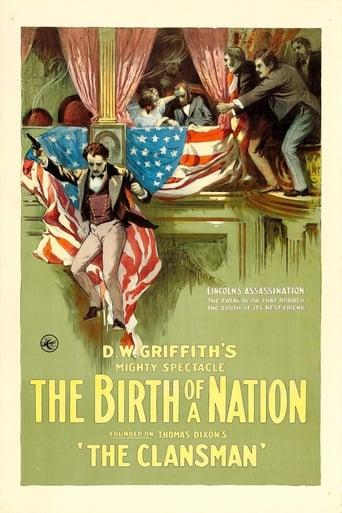 LINCOLN'S ASSASSINATION
THE FATAL BLOW THAT ROBBED
THE SOUTH OF ITS BEST FRIEND
D.W. GRIFFITH'S
MIGHTY SPECTACLE
THE BIRTH OF A NATION
FOUNDED ON THOMAS DIXON'S
'THE CLANSMAN'